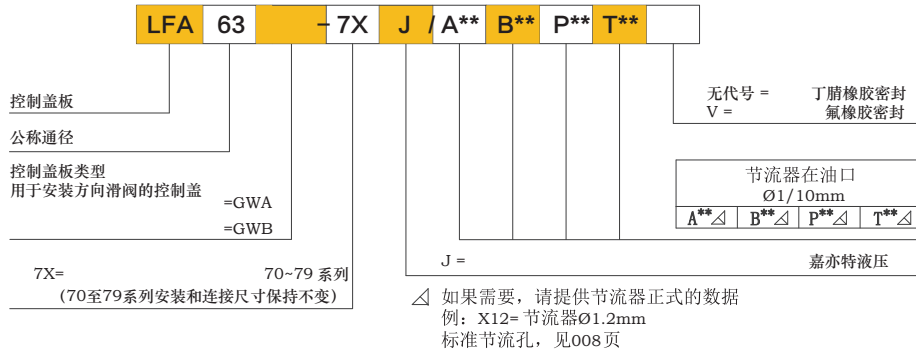 LFA 63 -7X J / A** B** P** T**
控制盖板
公称通径
控制盖板类型
用于安装方向滑阀的控制盖
=GWA
=GWB
7X= 70~79 系列
(70至79系列安装和连接尺寸保持不变)
无代号 = 丁腈橡胶密封
V = 氟橡胶密封
节流器在油口
Ø1/10mm
A**⊿ B**⊿ P**⊿ T**⊿
J = 嘉亦特液压
⊿ 如果需要，请提供节流器正式的数据
例：X12= 节流器Ø1.2mm
标准节流孔，见008页